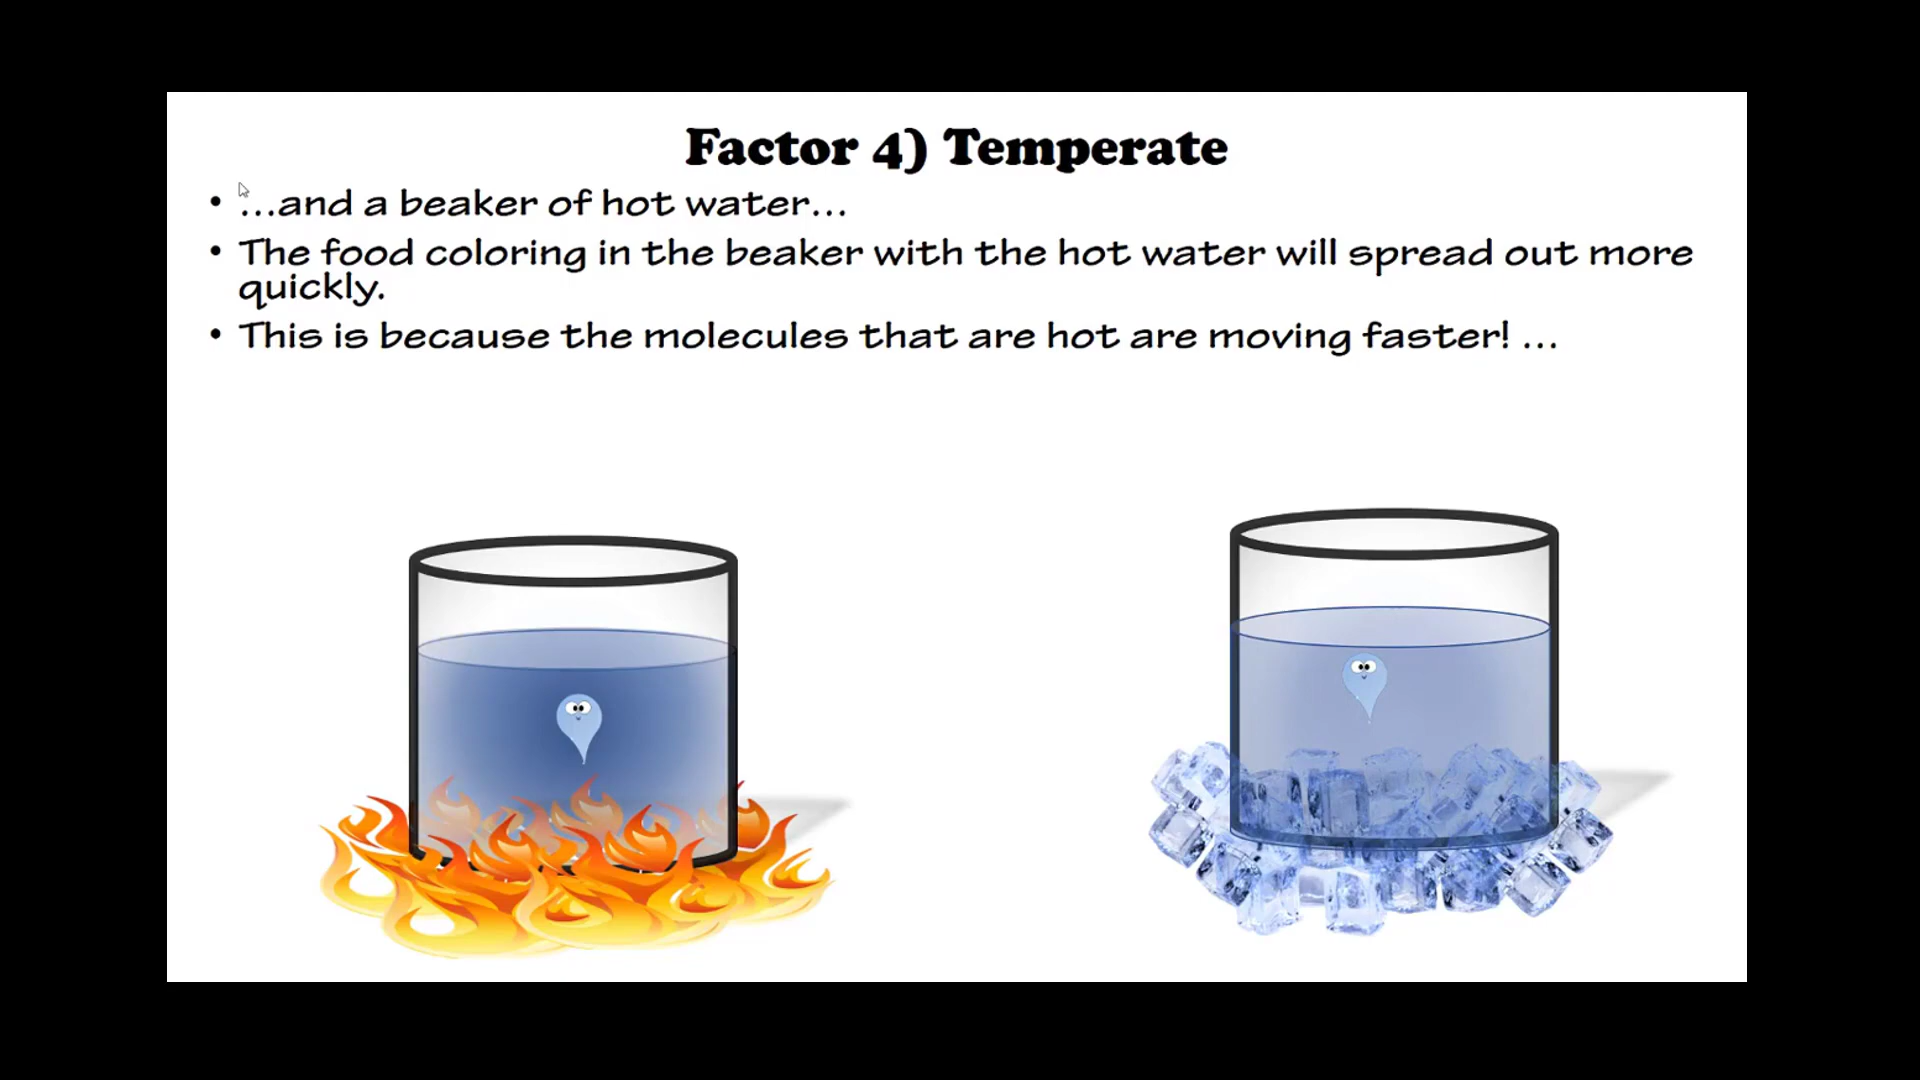 Factor 4) Temperate
• ...and a beaker of hot water...
• The food coloring in the beaker with the hot water will spread out more
quickly.
• This is because the molecules that are hot are moving faster! ...